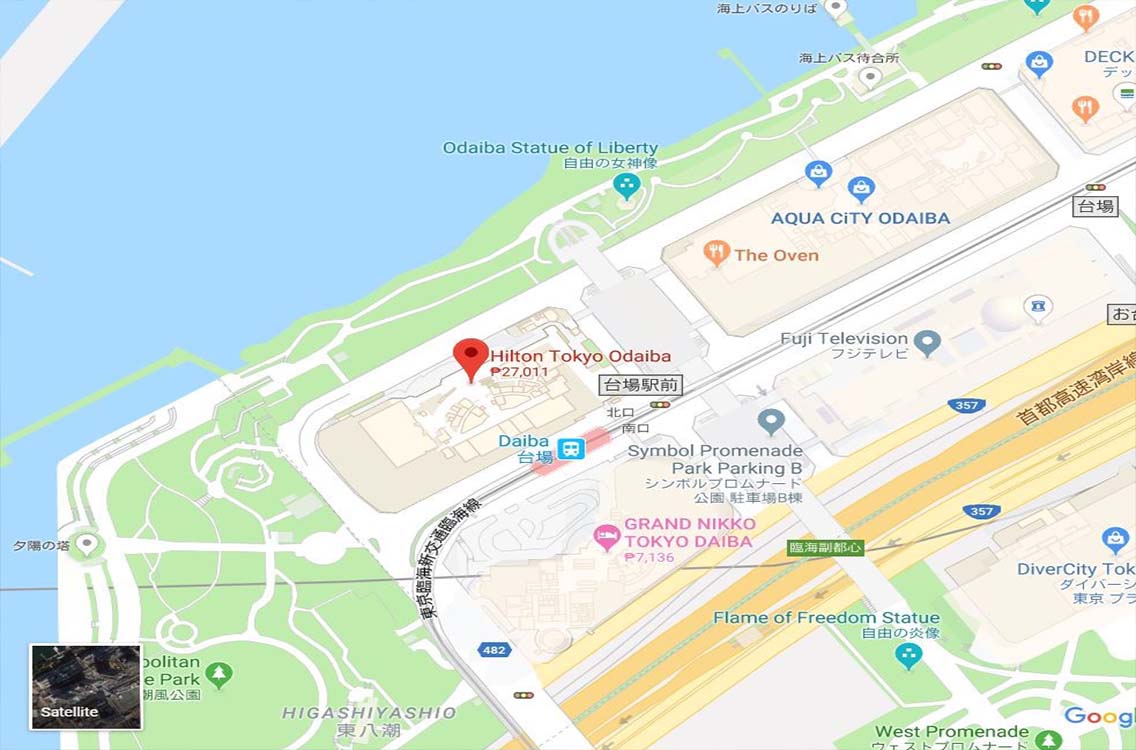 海上バスのりば
海上バス待合所
DECK
デッ
Odaiba Statue of Liberty
自由の女神像
AQUA CiTY ODAIBA
台場
The Oven
お台
Fuji Television
フジテレビ
Hilton Tokyo Odaiba
₱27,011
台場駅前
北口
南口
357
首都高速湾岸線
Daiba
台場
Symbol Promenade
Park Parking B
シンボルプロムナード
公園 駐車場B棟
357
GRAND NIKKO
TOKYO DAIBA
₱7,136
東京臨海新交通臨海線
夕陽の塔
臨海副都心
DiverCity Tok
ダイバーシ
東京 プラ
Flame of Freedom Statue
自由の炎像
482
politan
e Park
潮風公園
Satellite
HIGASHIYASHIO
東八潮
Googl
West Promenade
ウェストプロムナード